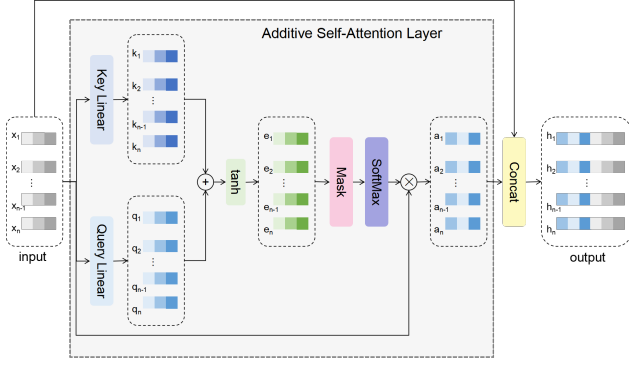 Additive Self-Attention Layer
x1
x2
...
xn-1
xn
input
Key Linear
Query Linear
k1
k2
...
kn-1
kn
q1
q2
...
qn-1
qn
+
tanh
e1
e2
...
en-1
en
Mask
SoftMax
×
a1
a2
...
an-1
an
Concat
h1
h2
...
hn-1
hn
output